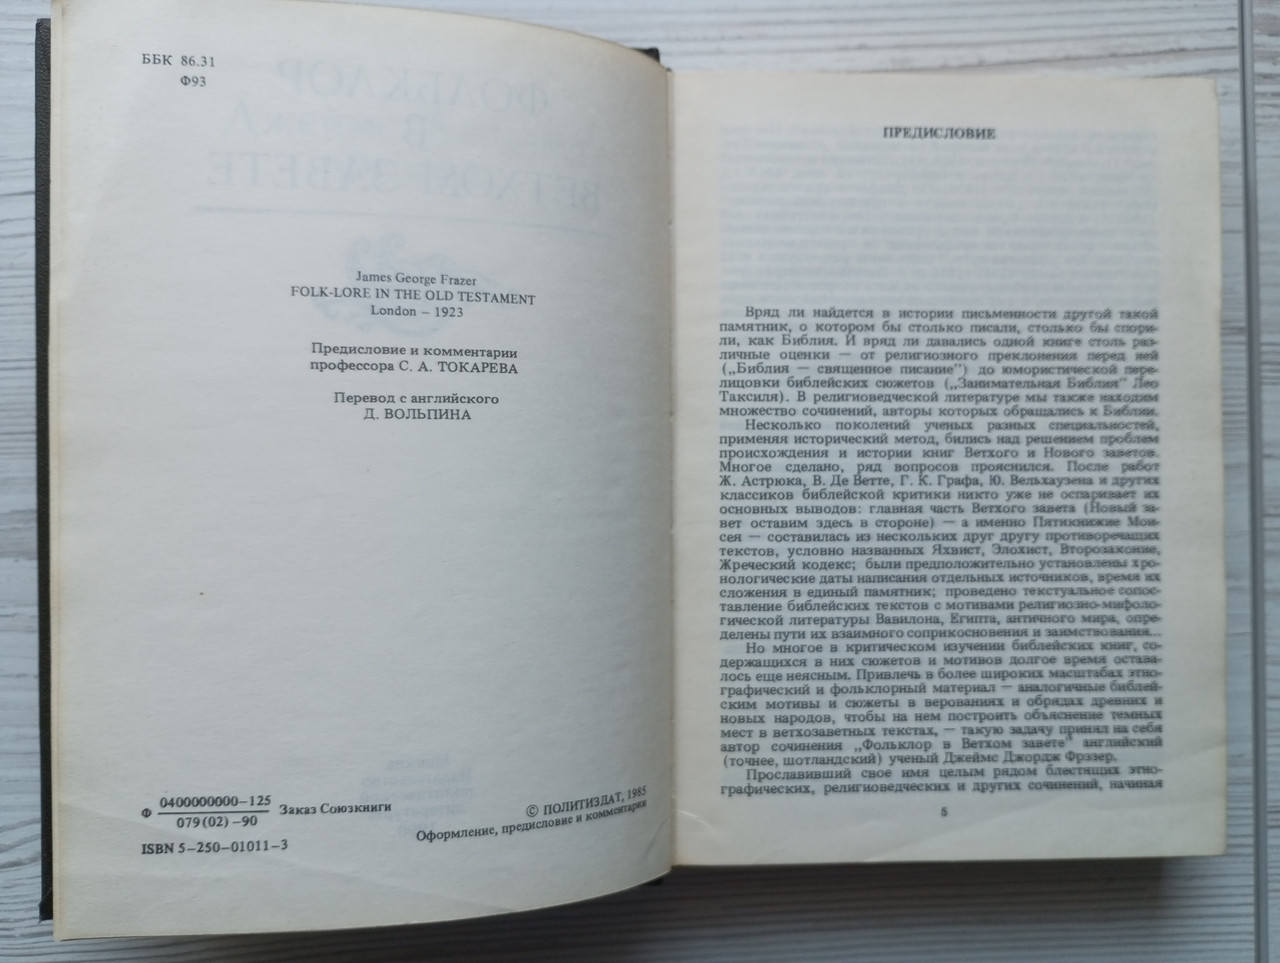 ББК 86.31
Ф93
James George Frazer
FOLK-LORE IN THE OLD TESTAMENT
London – 1923
Предисловие и комментарии
профессора С. А. ТОКАРЕВА
Перевод с английского
Д. ВОЛЬПИНА
Ф 0400000000–125
079(02)–90
Заказ Союзкниги
ISBN 5–250–01011–3
© ПОЛИТИЗДАТ, 1985
Оформление, предисловие и комментарии
ПРЕДИСЛОВИЕ
Вряд ли найдется в истории письменности другой такой
памятник, о котором бы столько писали, столько бы спори-
ли, как Библия. И вряд ли давались одной книге столь раз-
личные оценки — от религиозного преклонения перед ней
(„Библия — священное писание") до юмористической пере-
лицовки библейских сюжетов („Занимательная Библия" Лео
Таксиля). В религиоведческой литературе мы также находим
множество сочинений, авторы которых обращались к Библии.
Несколько поколений ученых разных специальностей,
применяя исторический метод, бились над решением проблем
происхождения и истории книг Ветхого и Нового заветов.
Многое сделано, ряд вопросов прояснился. После работ
Ж. Астрюка, В. Де Ветте, Г. К. Графа, Ю. Вельхаузена и других
классиков библейской критики никто уже не оспаривает их
основных выводов: главная часть Ветхого завета (Новый за-
вет оставим здесь в стороне) — а именно Пятикнижие Мои-
сея — составилась из нескольких друг другу противоречащих
текстов, условно названных Яхвист, Элохист, Второзаконие,
Жреческий кодекс; были предположительно установлены хро-
нологические даты написания отдельных источников, время их
сложения в единый памятник; проведено текстуальное сопос-
тавление библейских текстов с мотивами религиозно-мифоло-
гической литературы Вавилона, Египта, античного мира, опре-
делены пути их взаимного соприкосновения и заимствования...
Но многое в критическом изучении библейских книг, со-
держащихся в них сюжетов и мотивов долгое время остава-
лось еще неясным. Привлечь в более широких масштабах этно-
графический и фольклорный материал — аналогичные библей-
ским мотивы и сюжеты в верованиях и обрядах древних и
новых народов, чтобы на нем построить объяснение темных
мест в ветхозаветных текстах, — такую задачу принял на себя
автор сочинения „Фольклор в Ветхом завете" английский
(точнее, шотландский) ученый Джеймс Джордж Фрэзер.
Прославивший свое имя целым рядом блестящих этно-
графических, религиоведческих и других сочинений, начиная
5